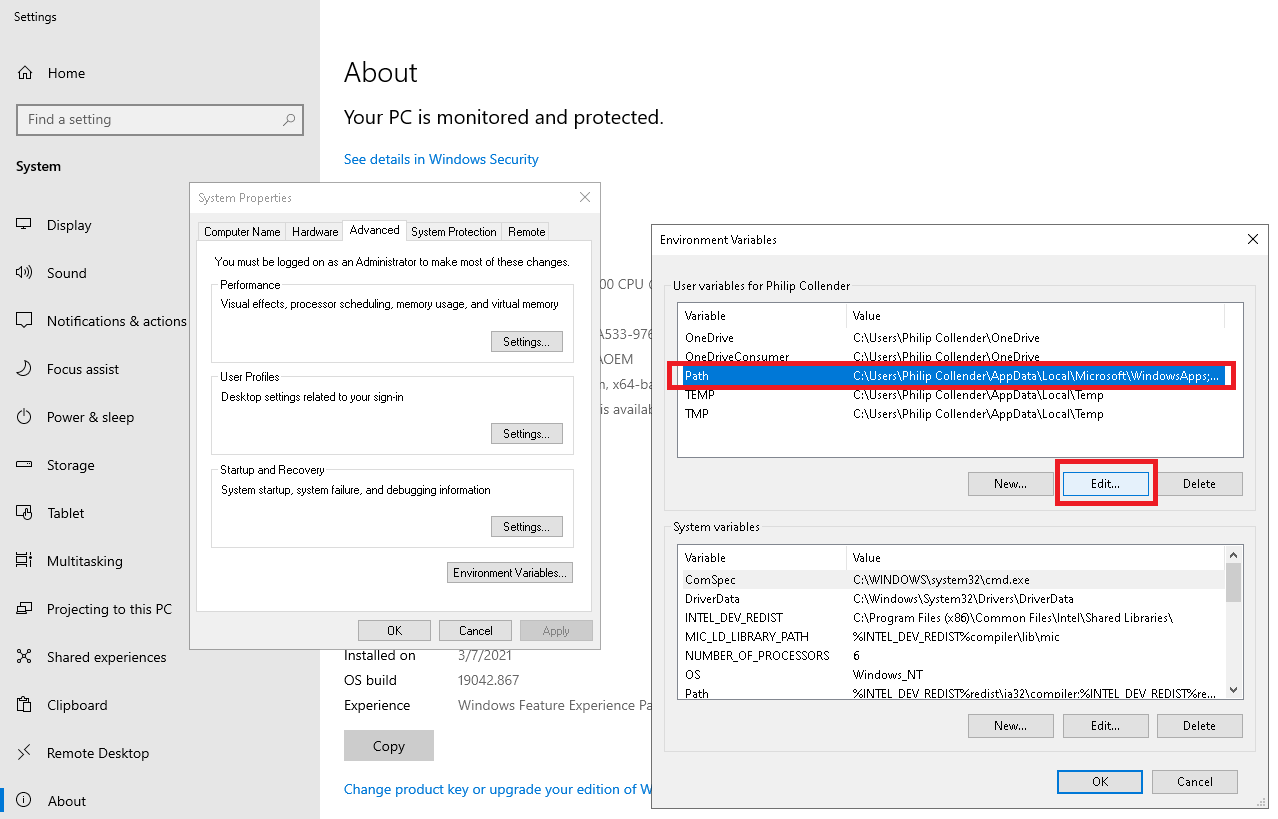 Settings
Home
Find a setting
System
Display
Sound
Notifications & actions
Focus assist
Power & sleep
Storage
Tablet
Multitasking
Projecting to this PC
Shared experiences
Clipboard
Remote Desktop
About
About
Your PC is monitored and protected.
See details in Windows Security
00 CPU
A533-976
AOEM
m, x64-ba
is availab
Installed on 3/7/2021
OS build 19042.867
Experience Windows Feature Experience Pa
Copy
Change product key or upgrade your edition of W
System Properties
Computer Name Hardware Advanced System Protection Remote
You must be logged on as an Administrator to make most of these changes.
Performance
Visual effects, processor scheduling, memory usage, and virtual memory
Settings...
User Profiles
Desktop settings related to your sign-in
Settings...
Startup and Recovery
System startup, system failure, and debugging information
Settings...
Environment Variables...
OK Cancel Apply
Environment Variables
User variables for Philip Collender
Variable Value
OneDrive C:\Users\Philip Collender\OneDrive
OneDriveConsumer C:\Users\Philip Collender\OneDrive
Path C:\Users\Philip Collender\AppData\Local\Microsoft\WindowsApps;...
TEMP C:\Users\Philip Collender\AppData\Local\Temp
TMP C:\Users\Philip Collender\AppData\Local\Temp
New... Edit... Delete
System variables
Variable Value
ComSpec C:\WINDOWS\system32\cmd.exe
DriverData C:\Windows\System32\Drivers\DriverData
INTEL_DEV_REDIST C:\Program Files (x86)\Common Files\Intel\Shared Libraries\
MIC_LD_LIBRARY_PATH %INTEL_DEV_REDIST%compiler\lib\mic
NUMBER_OF_PROCESSORS 6
OS Windows_NT
Path %INTEL_DEV_REDIST%redist\ia32\compiler;%INTEL_DEV_REDIST%re...
New... Edit... Delete
OK Cancel